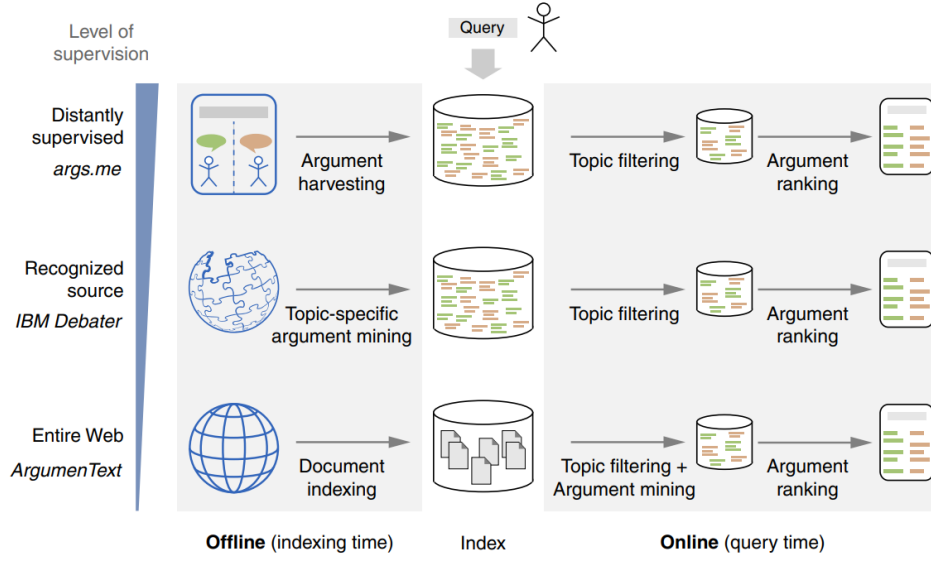 Level of
supervision
Query
Distantly
supervised
args.me
Argument
harvesting
Topic filtering
Argument
ranking
Recognized
source
IBM Debater
Topic-specific
argument mining
Topic filtering
Argument
ranking
Entire Web
ArgumenText
Document
indexing
Topic filtering +
Argument mining
Argument
ranking
Offline (indexing time)
Index
Online (query time)